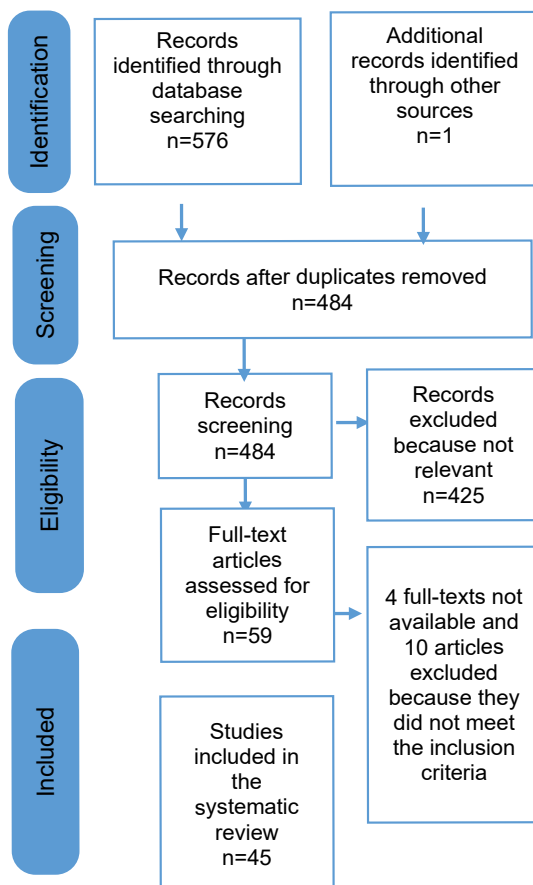 Identification
Records
identified through
database
searching
n=576
Additional
records identified
through other
sources
n=1
Screening
Records after duplicates removed
n=484
Eligibility
Records
screening
n=484
Records
excluded
because not
relevant
n=425
Full-text
articles
assessed for
eligibility
n=59
4 full-texts not
available and
10 articles
excluded
because they
did not meet
the inclusion
criteria
Included
Studies
included in
the
systematic
review
n=45